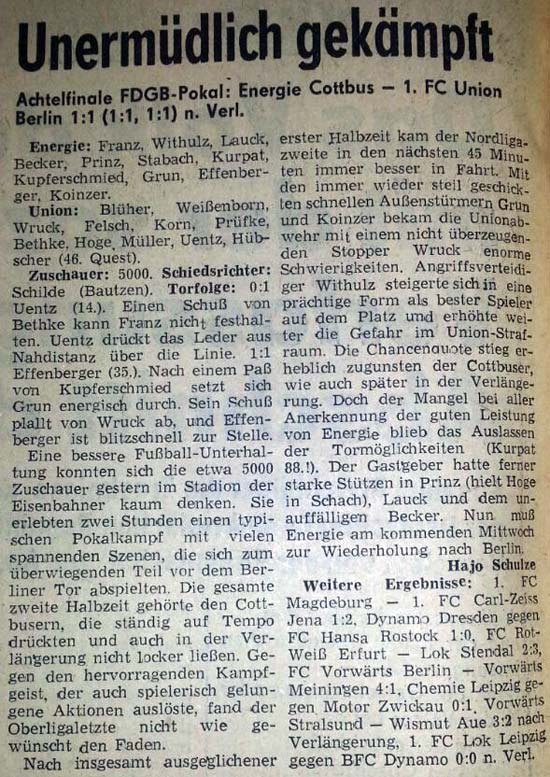 Unermüdlich gekämpft
Achtelfinale FDGB-Pokal: Energie Cottbus — 1. FC Union
Berlin 1:1 (1:1, 1:1) n. Verl.
Energie: Franz, Withulz, Lauck,
Becker, Prinz, Stabach, Kurpat,
Kupferschmied, Grun, Effenber-
ger, Koinzer.
Union: Blüher, Weißenborn,
Wruck, Felsch, Korn, Prüfke,
Bethke, Hoge, Müller, Uentz, Hüb-
scher (46. Quest).
Zuschauer: 5000. Schiedsrichter:
Schilde (Bautzen). Torfolge: 0:1
Uentz (14.). Einen Schuß von
Bethke kann Franz nicht festhal-
ten. Uentz drückt das Leder aus
Nahdistanz über die Linie. 1:1
Effenberger (35.). Nach einem Paß
von Kupferschmied setzt sich
Grun energisch durch. Sein Schuß
plallt von Wruck ab, und Effen-
berger ist blitzschnell zur Stelle.
Eine bessere Fußball-Unterhal-
tung konnten sich die etwa 5000
Zuschauer gestern im Stadion der
Eisenbahner kaum denken. Sie
erlebten zwei Stunden einen typi-
schen Pokalkampf mit vielen
spannenden Szenen, die sich zum
überwiegenden Teil vor dem Ber-
liner Tor abspielten. Die gesamte
zweite Halbzeit gehörte den Cott-
busern, die ständig auf Tempo
drückten und auch in der Ver-
längerung nicht locker ließen. Ge-
gen den hervorragenden Kampf-
geist, der auch spielerisch gelun-
gene Aktionen auslöste, fand der
Oberligaletzte nicht wie ge-
wünscht den Faden.
Nach insgesamt ausgeglichener
erster Halbzeit kam der Nordliga-
zweite in den nächsten 45 Minu-
ten immer besser in Fahrt. Mit
den immer wieder steil geschick-
ten schnellen Außenstürmern Grun
und Koinzer bekam die Unionab-
wehr mit einem nicht überzeugen-
den Stopper Wruck enorme
Schwierigkeiten. Angriffsverteidi-
ger Withulz steigerte sich in eine
prächtige Form als bester Spieler
auf dem Platz und erhöhte wei-
ter die Gefahr im Union-Straf-
raum. Die Chancenquote stieg er-
heblich zugunsten der Cottbuser,
wie auch später in der Verlänge-
rung. Doch der Mangel bei aller
Anerkennung der guten Leistung
von Energie blieb das Auslassen
der Tormöglichkeiten (Kurpat
88.!). Der Gastgeber hatte ferner
starke Stützen in Prinz (hielt Hoge
in Schach), Lauck und dem un-
auffälligen Becker. Nun muß
Energie am kommenden Mittwoch
zur Wiederholung nach Berlin.
Hajo Schulze
Weitere Ergebnisse: 1. FC
Magdeburg — 1. FC Carl-Zeiss
Jena 1:2, Dynamo Dresden gegen
FC Hansa Rostock 1:0, FC Rot-
Weiß Erfurt — Lok Stendal 2:3,
FC Vorwärts Berlin — Vorwärts
Meiningen 4:1, Chemie Leipzig ge-
gen Motor Zwickau 0:1, Vorwärts
Stralsund — Wismut Aue 3:2 nach
Verlängerung, 1. FC Lok Leipzig
gegen BFC Dynamo 0:0 n. Verl.